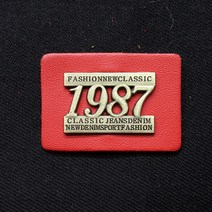 FASHIONNEWCLASSIC
1987
CLASSIC JEANSDENIM
NEWDENIMSPORTFASHION